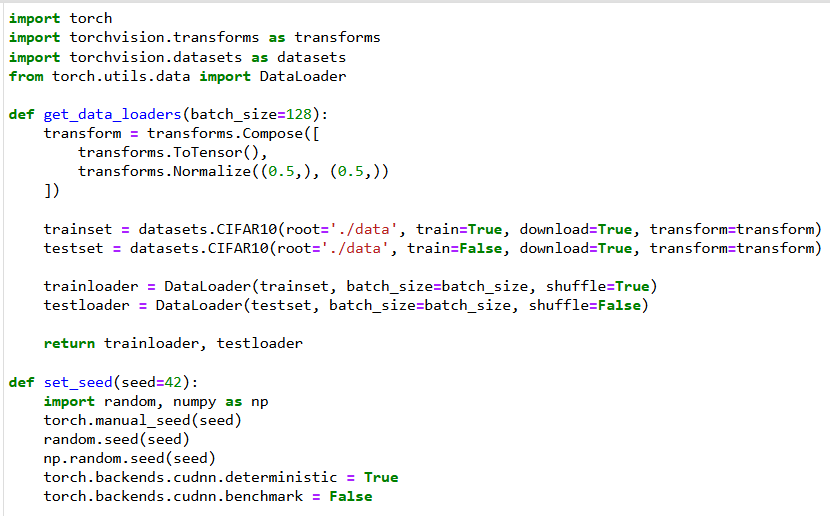 import torch
import torchvision.transforms as transforms
import torchvision.datasets as datasets
from torch.utils.data import DataLoader

def get_data_loaders(batch_size=128):
    transform = transforms.Compose([
        transforms.ToTensor(),
        transforms.Normalize((0.5,), (0.5,))
    ])

    trainset = datasets.CIFAR10(root='./data', train=True, download=True, transform=transform)
    testset = datasets.CIFAR10(root='./data', train=False, download=True, transform=transform)

    trainloader = DataLoader(trainset, batch_size=batch_size, shuffle=True)
    testloader = DataLoader(testset, batch_size=batch_size, shuffle=False)

    return trainloader, testloader

def set_seed(seed=42):
    import random, numpy as np
    torch.manual_seed(seed)
    random.seed(seed)
    np.random.seed(seed)
    torch.backends.cudnn.deterministic = True
    torch.backends.cudnn.benchmark = False